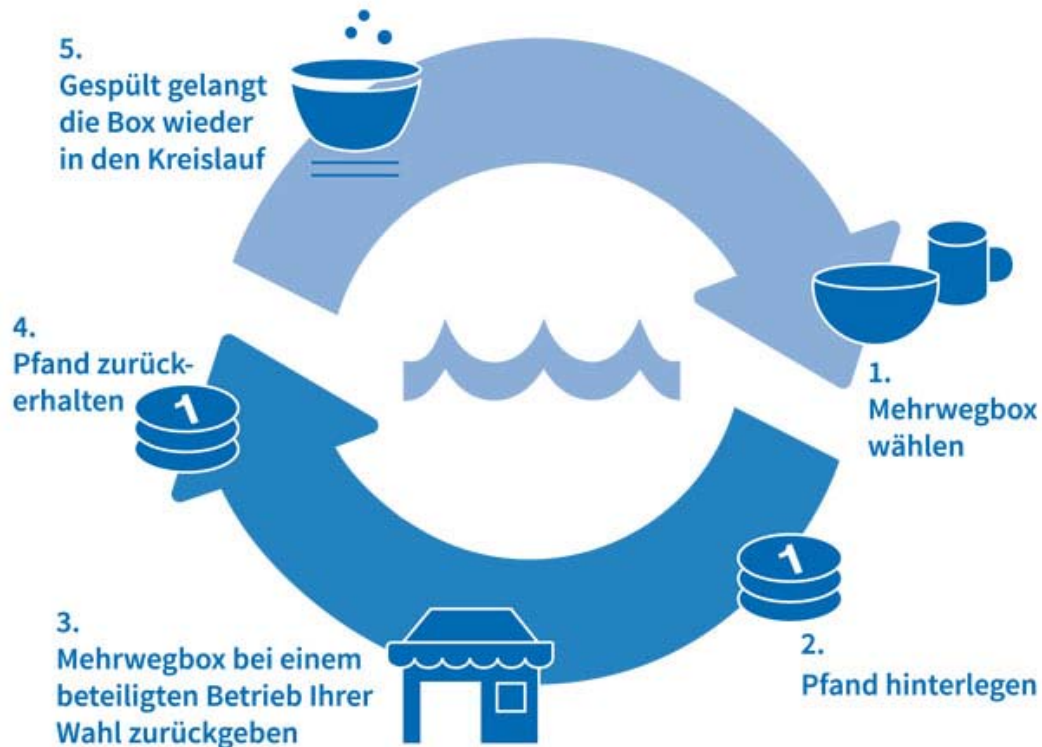 1.
Mehrwegbox
wählen
2.
Pfand hinterlegen
3.
Mehrwegbox bei einem
beteiligten Betrieb Ihrer
Wahl zurückgeben
4.
Pfand zurück-
erhalten
5.
Gespült gelangt
die Box wieder
in den Kreislauf
1
1